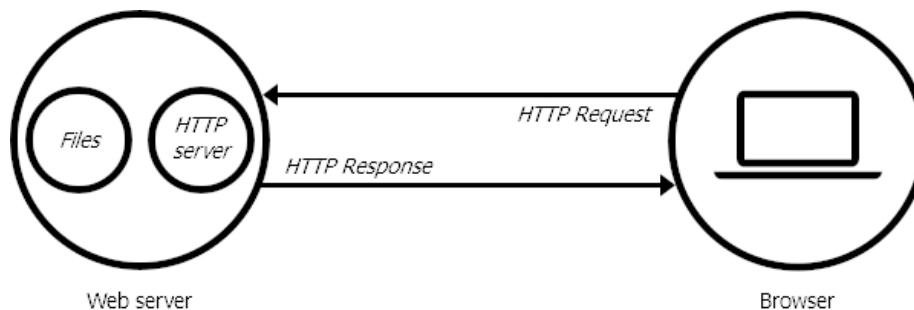 HTTP Request
Files
HTTP
server
HTTP Response
Web server
Browser